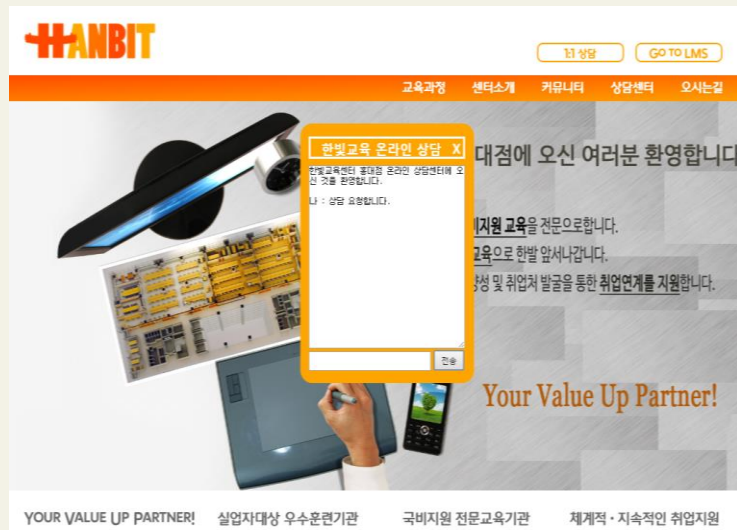 HANBIT
1:1 상담
GO TO LMS
교육과정 센터소개 커뮤니티 상담센터 오시는길
한빛교육 온라인 상담 X
한빛교육센터 홍대점 온라인 상담센터에 오
신 것을 환영합니다.
나 : 상담 요청합니다.
전송
대점에 오신 여러분 환영합니다
비지원 교육을 전문으로합니다.
교육으로 한발 앞서나갑니다.
및 취업처 발굴을 통한 취업연계를 지원합니다.
Your Value Up Partner!
YOUR VALUE UP PARTNER! 실업자대상 우수훈련기관 국비지원 전문교육기관 체계적·지속적인 취업지원